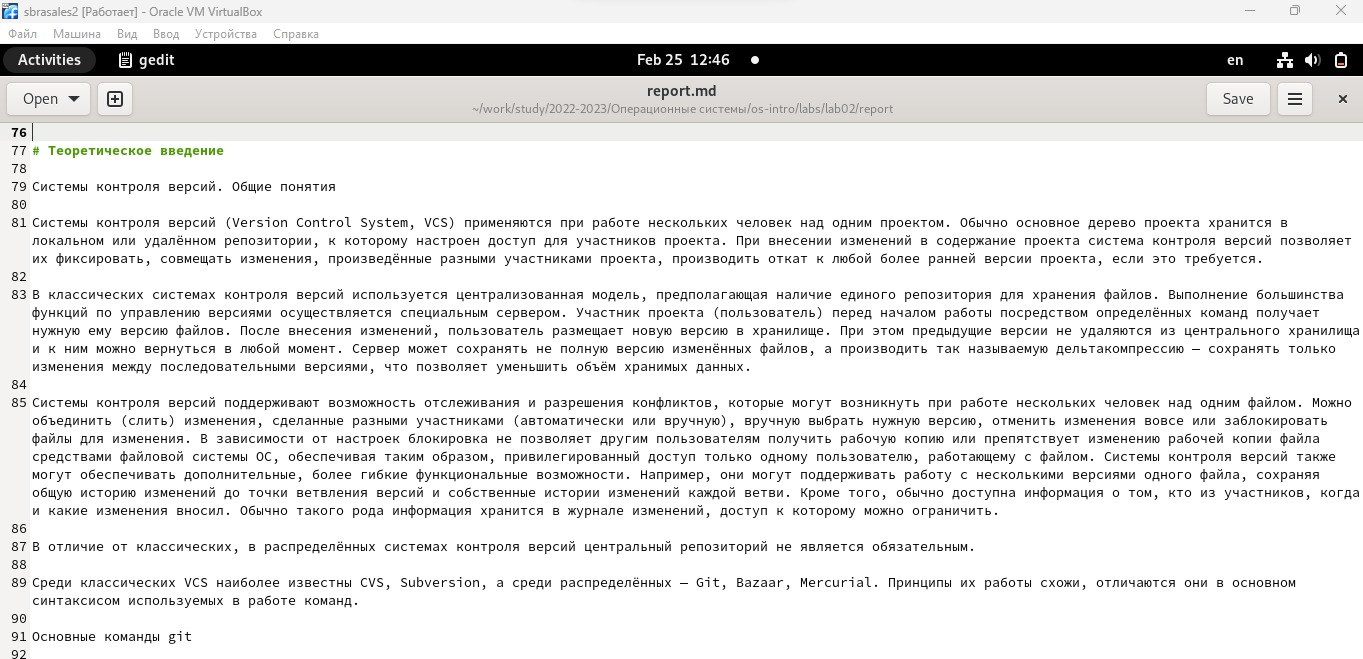 sbrasales2 [Работает] - Oracle VM VirtualBox
Файл Машина Вид Ввод Устройства Справка
Activities gedit Feb 25 12:46 en
Open report.md Save
~/work/study/2022-2023/Операционные системы/os-intro/labs/lab02/report
76
77 # Теоретическое введение
78
79 Системы контроля версий. Общие понятия
80
81 Системы контроля версий (Version Control System, VCS) применяются при работе нескольких человек над одним проектом. Обычно основное дерево проекта хранится в
локальном или удалённом репозитории, к которому настроен доступ для участников проекта. При внесении изменений в содержание проекта система контроля версий позволяет
их фиксировать, совмещать изменения, произведённые разными участниками проекта, производить откат к любой более ранней версии проекта, если это требуется.
82
83 В классических системах контроля версий используется централизованная модель, предполагающая наличие единого репозитория для хранения файлов. Выполнение большинства
функций по управлению версиями осуществляется специальным сервером. Участник проекта (пользователь) перед началом работы посредством определённых команд получает
нужную ему версию файлов. После внесения изменений, пользователь размещает новую версию в хранилище. При этом предыдущие версии не удаляются из центрального хранилища
и к ним можно вернуться в любой момент. Сервер может сохранять не полную версию изменённых файлов, а производить так называемую дельтакомпрессию — сохранять только
изменения между последовательными версиями, что позволяет уменьшить объём хранимых данных.
84
85 Системы контроля версий поддерживают возможность отслеживания и разрешения конфликтов, которые могут возникнуть при работе нескольких человек над одним файлом. Можно
объединить (слить) изменения, сделанные разными участниками (автоматически или вручную), вручную выбрать нужную версию, отменить изменения вовсе или заблокировать
файлы для изменения. В зависимости от настроек блокировка не позволяет другим пользователям получить рабочую копию или препятствует изменению рабочей копии файла
средствами файловой системы ОС, обеспечивая таким образом, привилегированный доступ только одному пользователю, работающему с файлом. Системы контроля версий также
могут обеспечивать дополнительные, более гибкие функциональные возможности. Например, они могут поддерживать работу с несколькими версиями одного файла, сохраняя
общую историю изменений до точки ветвления версий и собственные истории изменений каждой ветви. Кроме того, обычно доступна информация о том, кто из участников, когда
и какие изменения вносил. Обычно такого рода информация хранится в журнале изменений, доступ к которому можно ограничить.
86
87 В отличие от классических, в распределённых системах контроля версий центральный репозиторий не является обязательным.
88
89 Среди классических VCS наиболее известны CVS, Subversion, а среди распределённых — Git, Bazaar, Mercurial. Принципы их работы схожи, отличаются они в основном
синтаксисом используемых в работе команд.
90
91 Основные команды git
92